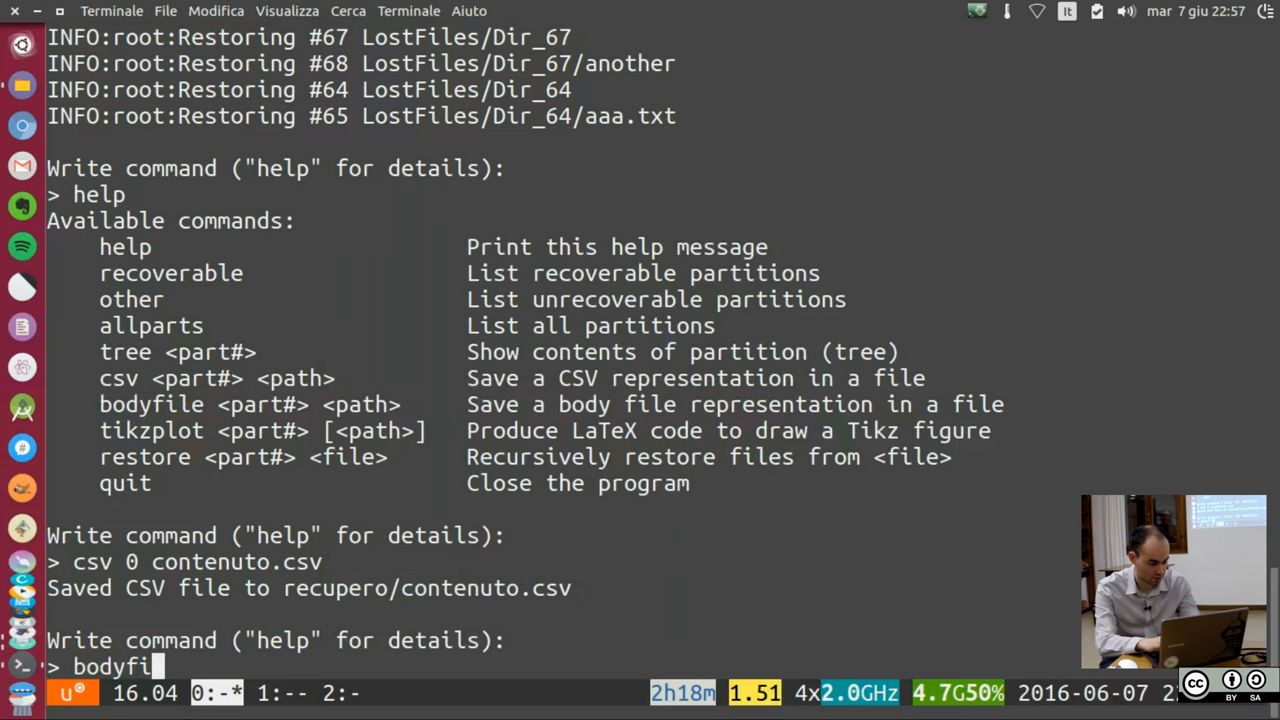 Terminale File Modifica Visualizza Cerca Terminale Aiuto
It mar 7 giu 22:57
INFO:root:Restoring #67 LostFiles/Dir_67
INFO:root:Restoring #68 LostFiles/Dir_67/another
INFO:root:Restoring #64 LostFiles/Dir_64
INFO:root:Restoring #65 LostFiles/Dir_64/aaa.txt
Write command ("help" for details):
> help
Available commands:
help Print this help message
recoverable List recoverable partitions
other List unrecoverable partitions
allparts List all partitions
tree <part#> Show contents of partition (tree)
csv <part#> <path> Save a CSV representation in a file
bodyfile <part#> <path> Save a body file representation in a file
tikzplot <part#> [<path>] Produce LaTeX code to draw a Tikz figure
restore <part#> <file> Recursively restore files from <file>
quit Close the program
Write command ("help" for details):
> csv 0 contenuto.csv
Saved CSV file to recupero/contenuto.csv
Write command ("help" for details):
> bodyfi
u 16.04 0:-* 1:-- 2:- 2h18m 1.51 4x2.0GHz 4.7G50% 2016-06-07
cc BY SA